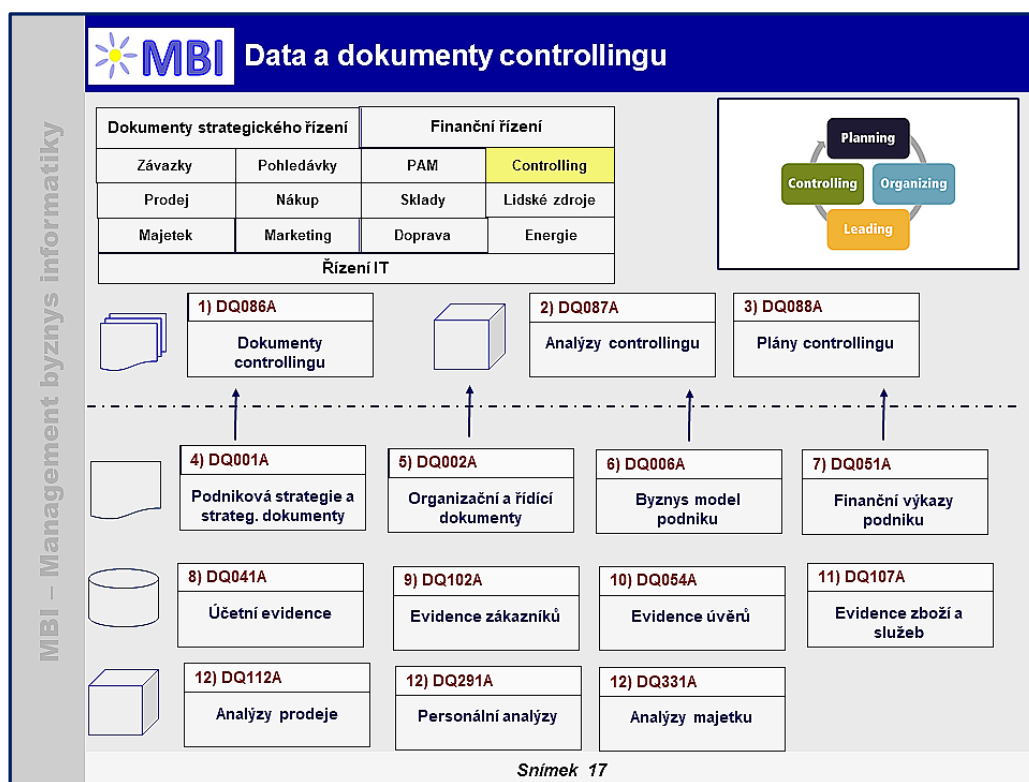 MBI – Management byznys informatiky
MBI
Data a dokumenty controllingu
Dokumenty strategického řízení
Finanční řízení
Závazky
Pohledávky
PAM
Controlling
Prodej
Nákup
Sklady
Lidské zdroje
Majetek
Marketing
Doprava
Energie
Řízení IT
Planning
Controlling
Organizing
Leading
1) DQ086A
Dokumenty
controllingu
2) DQ087A
Analýzy controllingu
3) DQ088A
Plány controllingu
4) DQ001A
Podniková strategie a
strateg. dokumenty
5) DQ002A
Organizační a řídící
dokumenty
6) DQ006A
Byznys model
podniku
7) DQ051A
Finanční výkazy
podniku
8) DQ041A
Účetní evidence
9) DQ102A
Evidence zákazníků
10) DQ054A
Evidence úvěrů
11) DQ107A
Evidence zboží a
služeb
12) DQ112A
Analýzy prodeje
12) DQ291A
Personální analýzy
12) DQ331A
Analýzy majetku
Snímek 17